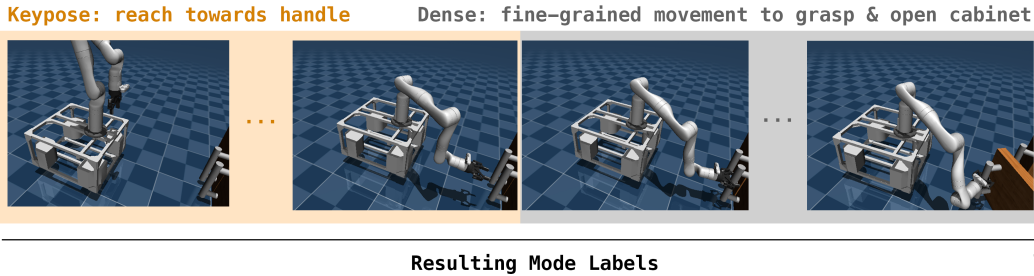 Keypose: reach towards handle
Dense: fine-grained movement to grasp & open cabinet
...
...
Resulting Mode Labels